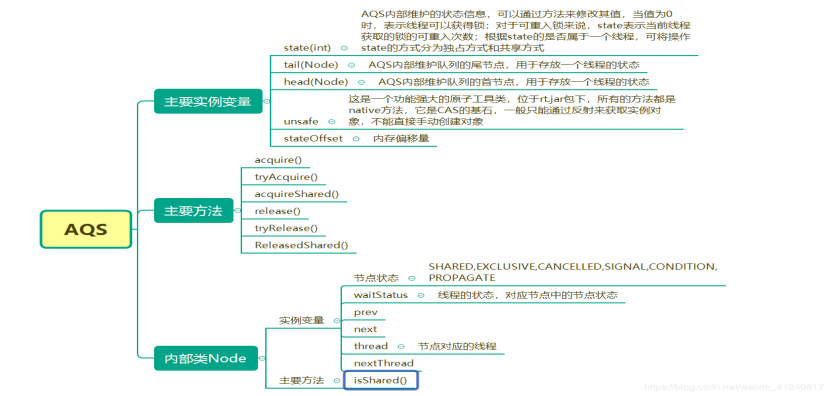 AQS内部维护的状态信息，可以通过方法来修改其值，当值为0
时，表示线程可以获得锁；对于可重入锁来说，state表示当前线程
获取的锁的可重入次数；根据state的是否属于一个线程，可将操作
state(int) state的方式分为独占方式和共享方式
tail(Node) AQS内部维护队列的尾节点，用于存放一个线程的状态
head(Node) AQS内部维护队列的首节点，用于存放一个线程的状态
主要实例变量
这是一个功能强大的原子工具类，位于rt.jar包下，所有的方法都是
native方法，它是CAS的基石，一般只能通过反射来获取实例对
unsafe 象，不能直接手动创建对象
stateOffset 内存偏移量
acquire()
tryAcquire()
acquireShared()
主要方法 release()
tryRelease()
ReleasedShared()
AQS
SHARED,EXCLUSIVE,CANCELLED,SIGNAL,CONDITION,
节点状态 PROPAGATE
waitStatus 线程的状态，对应节点中的节点状态
prev
实例变量
next
thread 节点对应的线程
nextThread
内部类Node
主要方法 isShared()